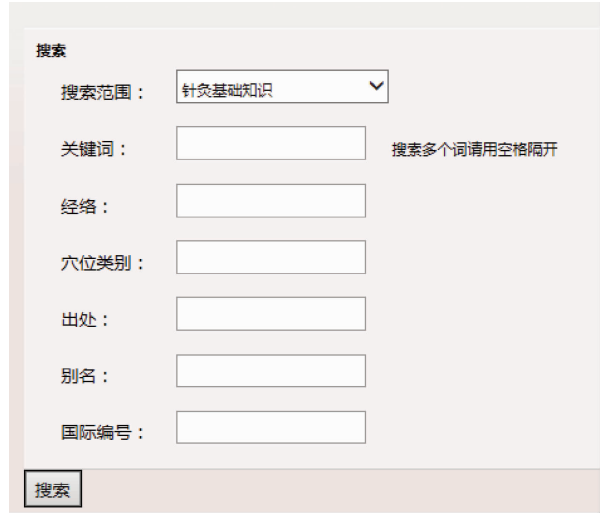 搜索
搜索范围： 针灸基础知识
关键词： 搜索多个词请用空格隔开
经络：
穴位类别：
出处：
别名：
国际编号：
搜索